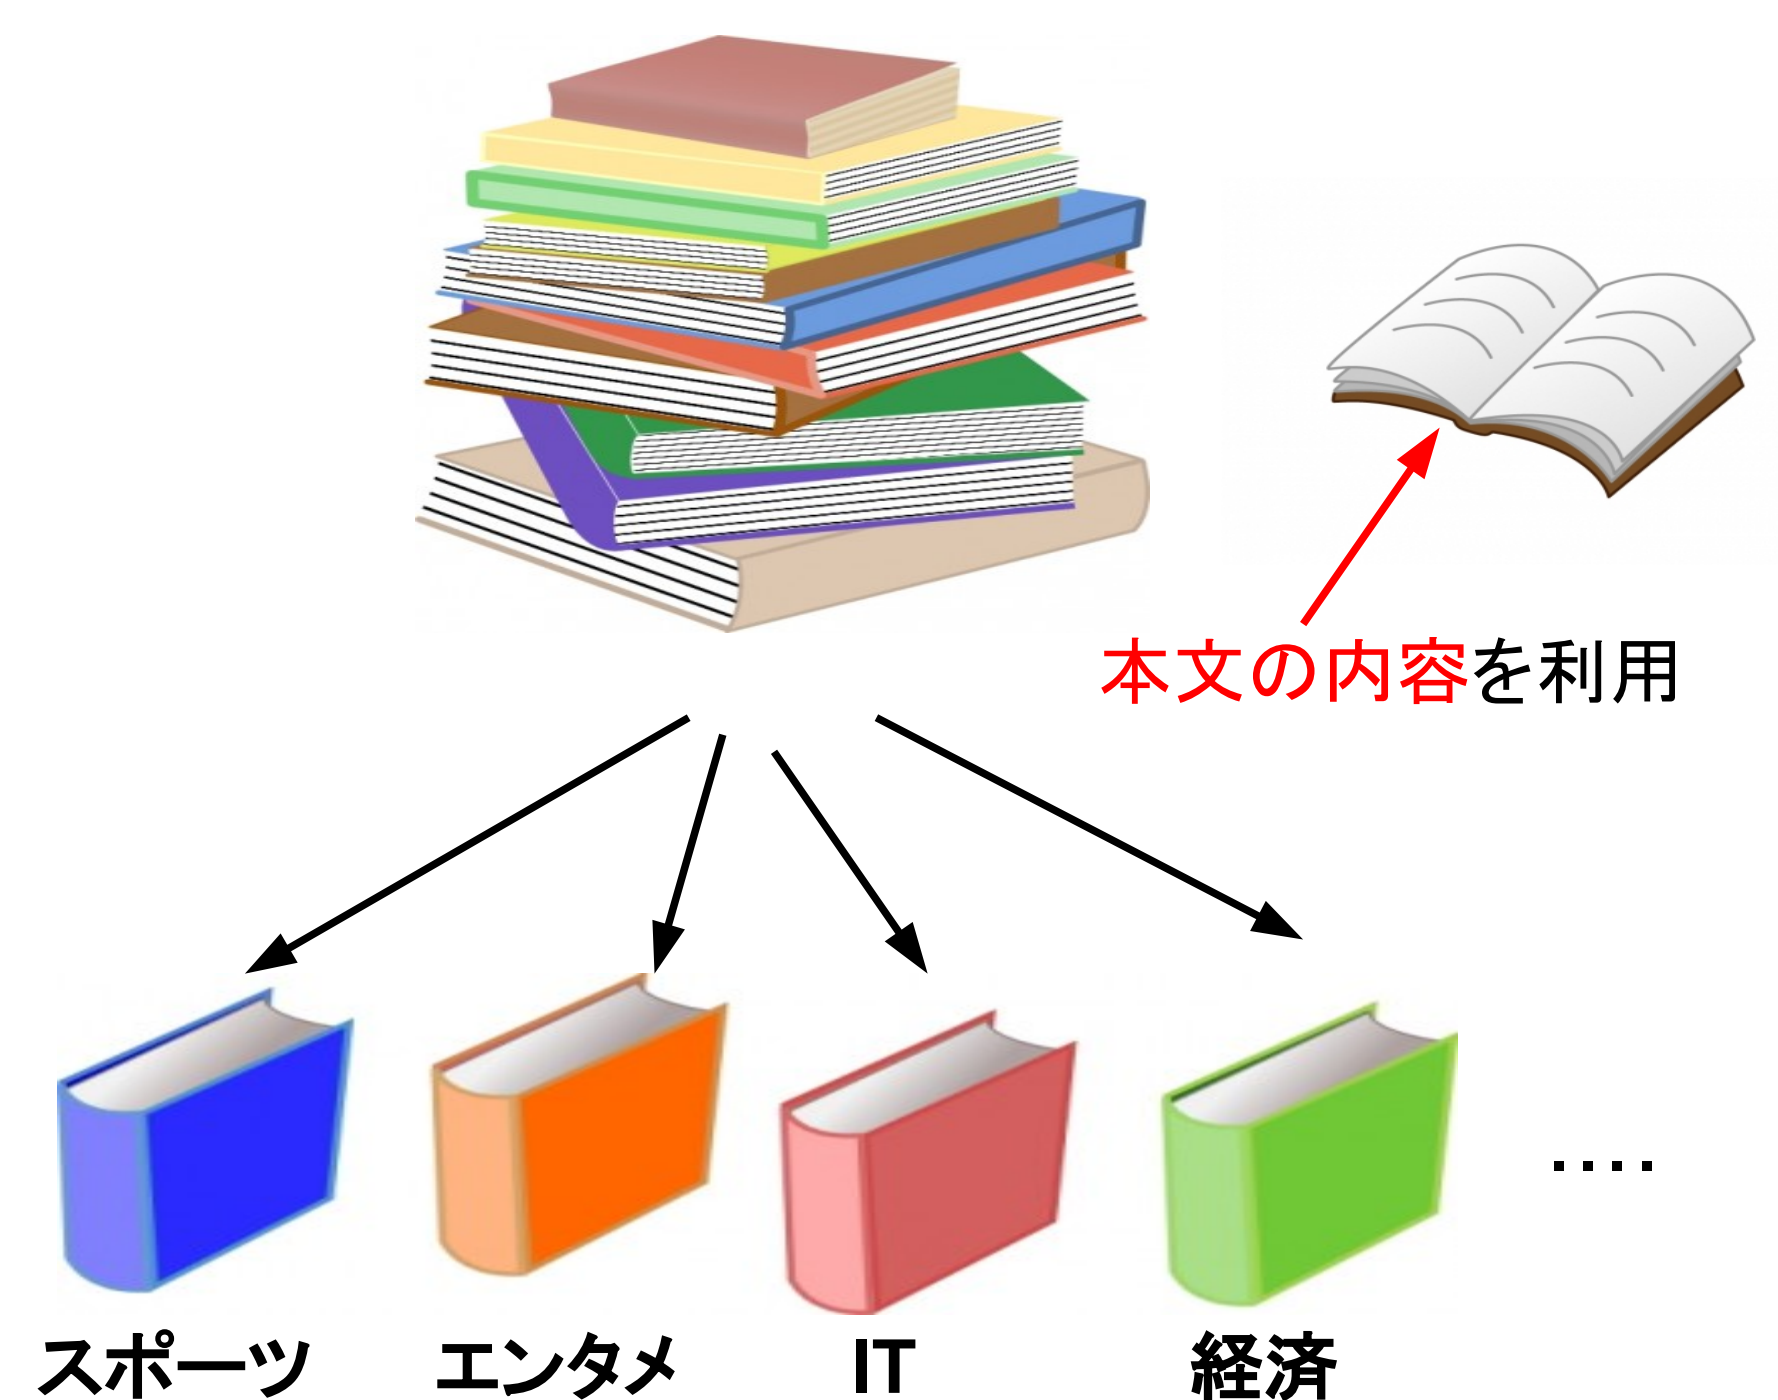 本文の内容を利用
・・・・
スポーツ
エンタメ
IT
経済